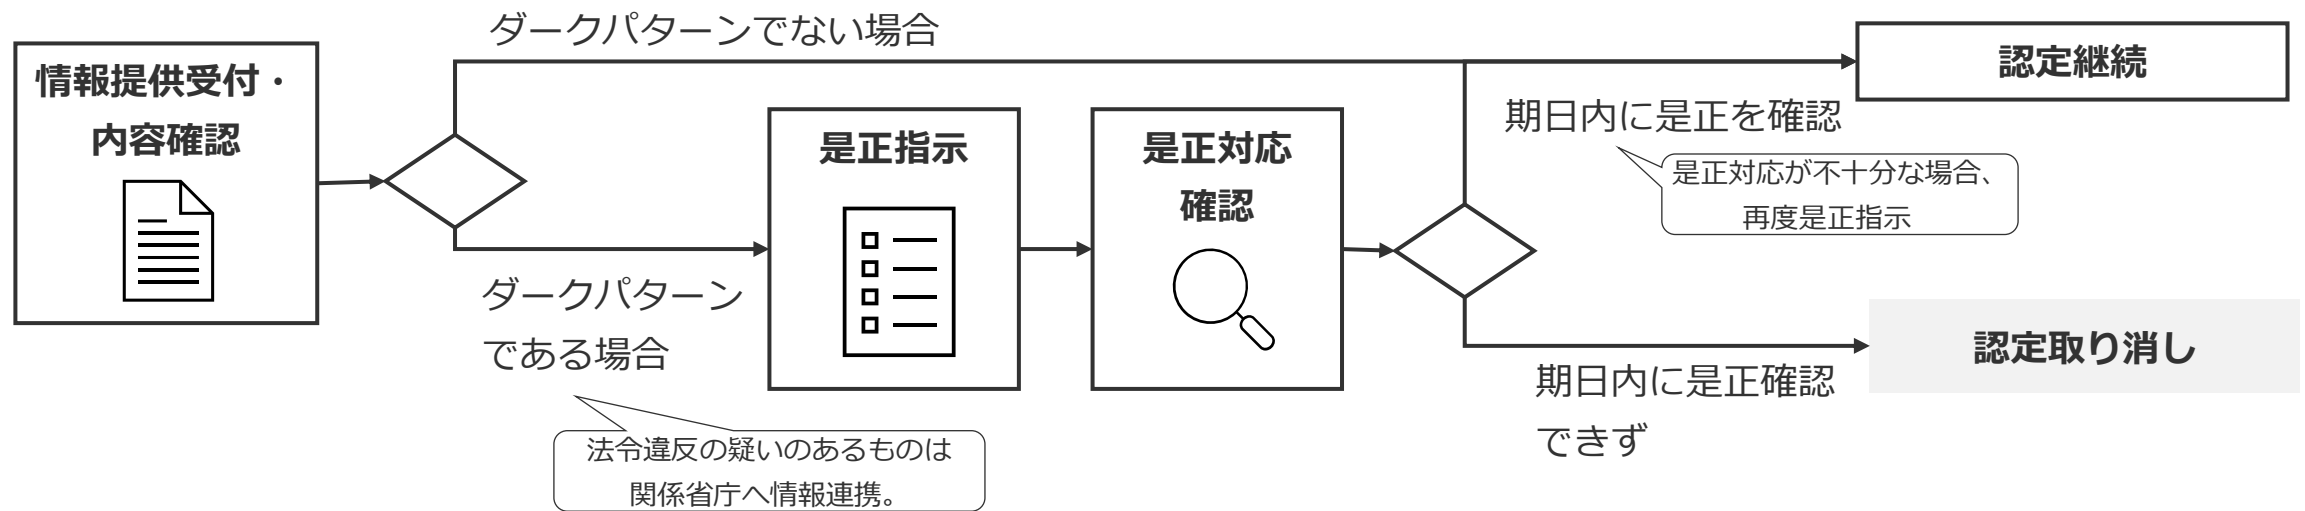 ダークパターンでない場合
情報提供受付・
内容確認
認定継続
期日内に是正を確認
是正指示
是正対応
確認
是正対応が不十分な場合、
再度是正指示
ダークパターン
である場合
認定取り消し
期日内に是正確認
できず
法令違反の疑いのあるものは
関係省庁へ情報連携。